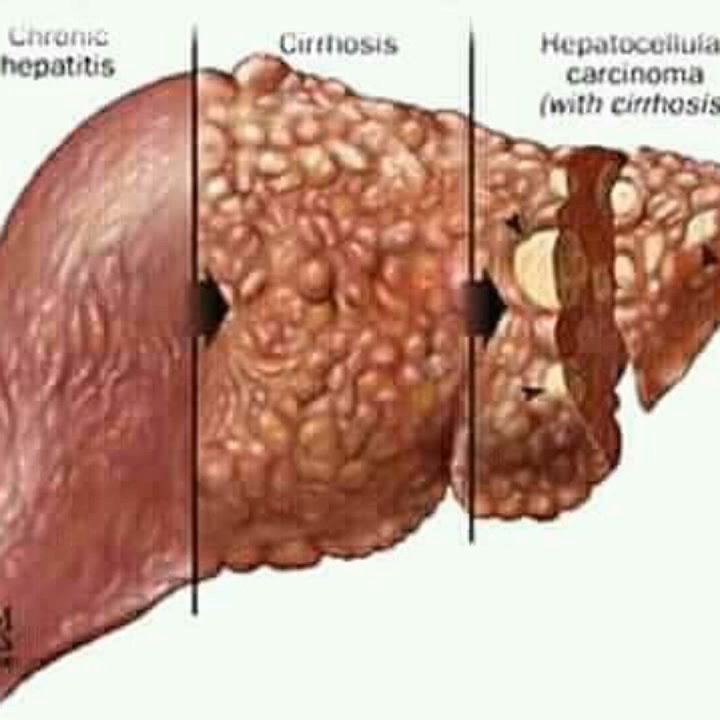 Chronic
hepatitis
Cirrhosis
Hepatocellula
carcinoma
(with cirrhosis